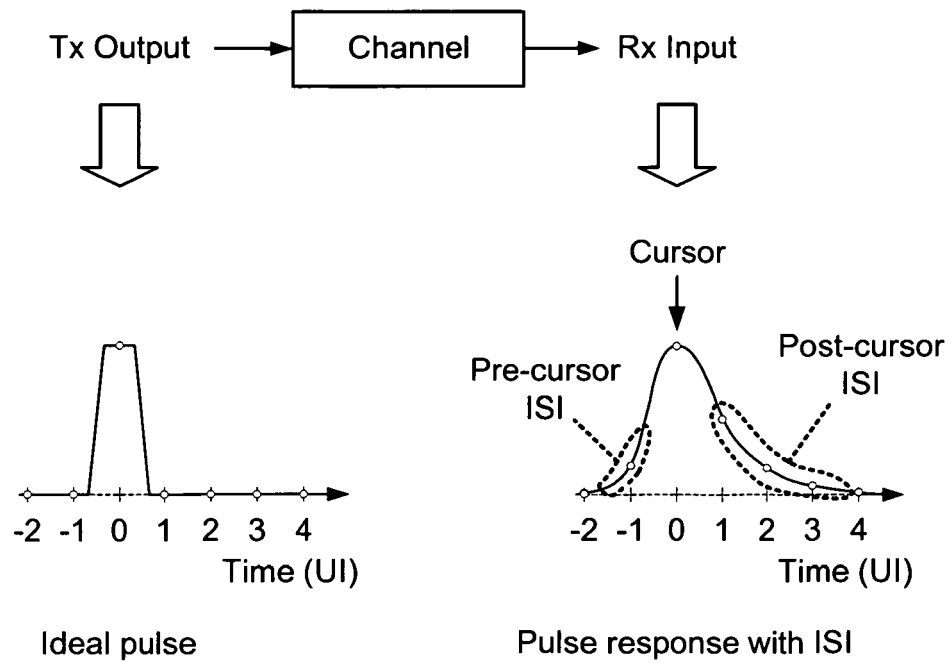 Tx Output
Channel
Rx Input
Cursor
Pre-cursor
ISI
Post-cursor
ISI
-2 -1 0 1 2 3 4
Time (UI)
-2 -1 0 1 2 3 4
Time (UI)
Ideal pulse
Pulse response with ISI